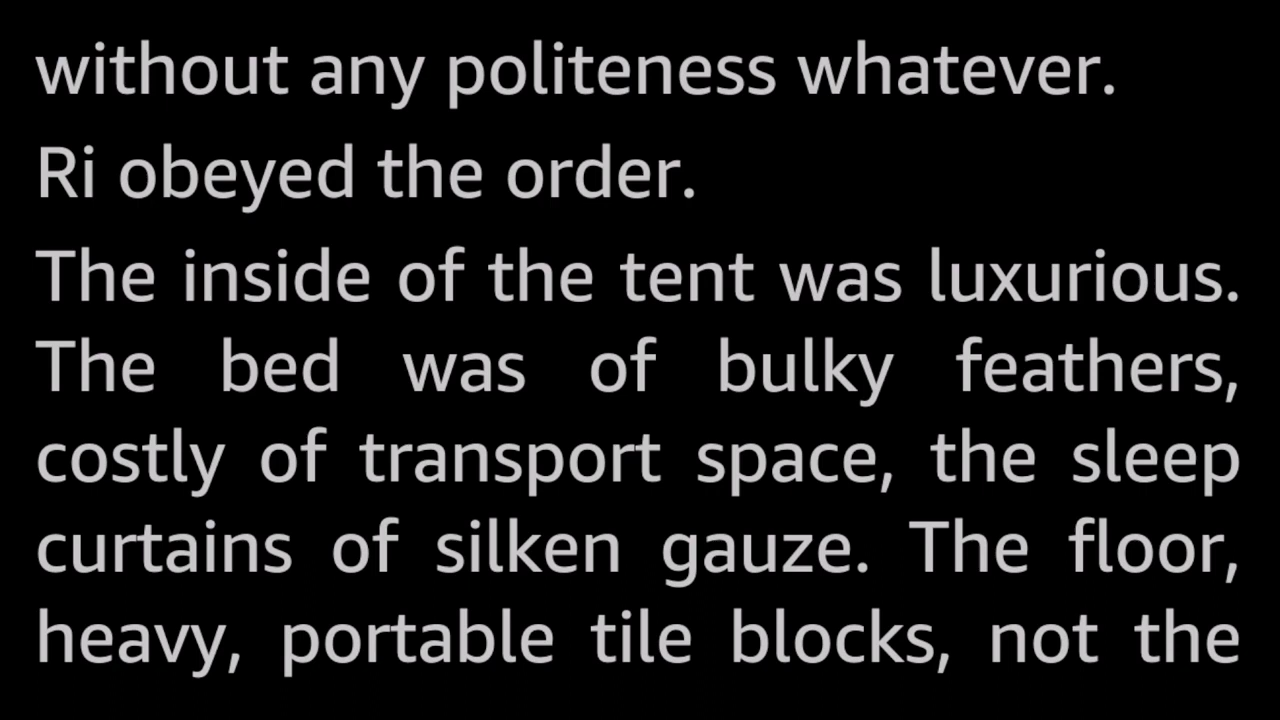 without any politeness whatever.
Ri obeyed the order.
The inside of the tent was luxurious.
The bed was of bulky feathers,
costly of transport space, the sleep
curtains of silken gauze. The floor,
heavy, portable tile blocks, not the